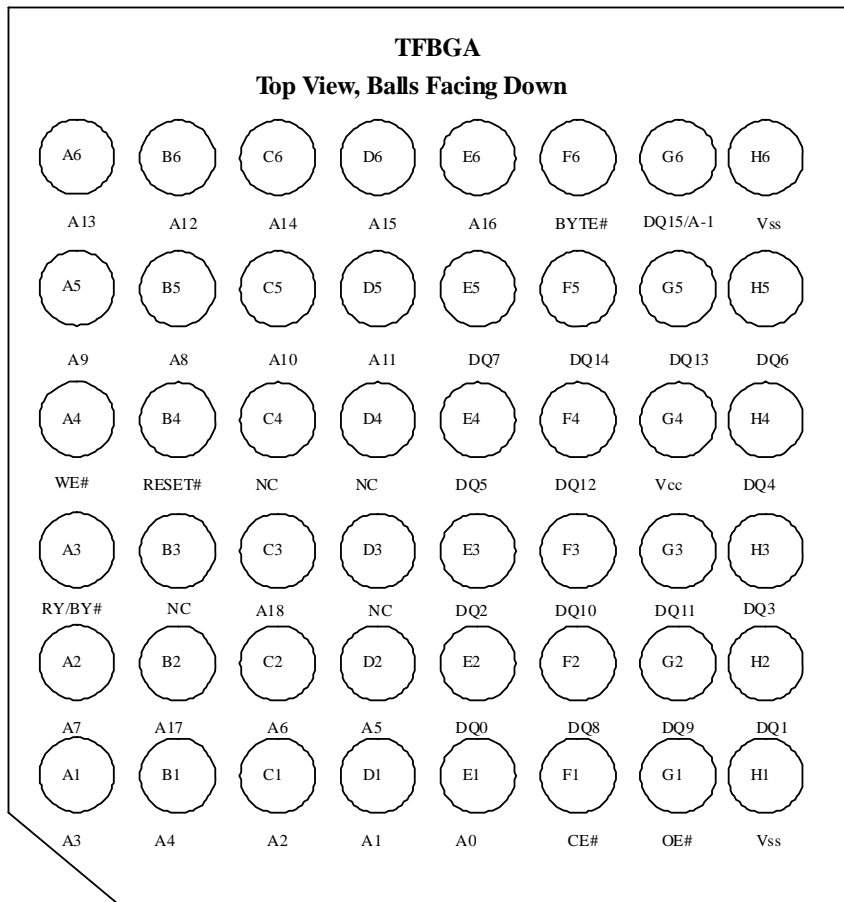 TFBGA
Top View, Balls Facing Down
A6 B6 C6 D6 E6 F6 G6 H6
A13 A12 A14 A15 A16 BYTE# DQ15/A-1 Vss
A5 B5 C5 D5 E5 F5 G5 H5
A9 A8 A10 A11 DQ7 DQ14 DQ13 DQ6
A4 B4 C4 D4 E4 F4 G4 H4
WE# RESET# NC NC DQ5 DQ12 Vcc DQ4
A3 B3 C3 D3 E3 F3 G3 H3
RY/BY# NC A18 NC DQ2 DQ10 DQ11 DQ3
A2 B2 C2 D2 E2 F2 G2 H2
A7 A17 A6 A5 DQ0 DQ8 DQ9 DQ1
A1 B1 C1 D1 E1 F1 G1 H1
A3 A4 A2 A1 A0 CE# OE# Vss